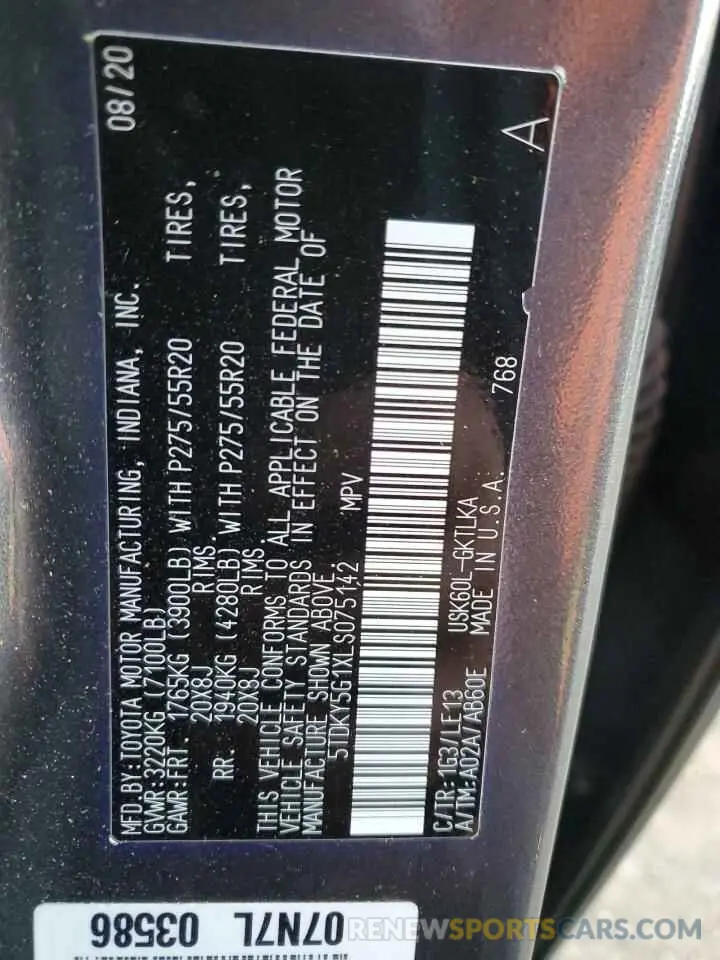 MFD.BY:TOYOTA MOTOR MANUFACTURING, INDIANA, INC. 08/20
GVWR:3220KG (7100LB)
GAWR:FRT. 1765KG (3900LB) WITH P275/55R20 TIRES,
20X8J RIMS,
RR. 1940KG (4280LB) WITH P275/55R20 TIRES,
20X8J RIMS
THIS VEHICLE CONFORMS TO ALL APPLICABLE FEDERAL MOTOR
VEHICLE SAFETY STANDARDS IN EFFECT ON THE DATE OF
MANUFACTURE SHOWN ABOVE.
5TDKY5G1XLS075142 MPV
C/TR:1G3/LE13 USK60L-GKTLKA 768
A/TM:A02A/AB60E MADE IN U.S.A.
A
07N7L
03586
RENEWSPORTSCARS.COM